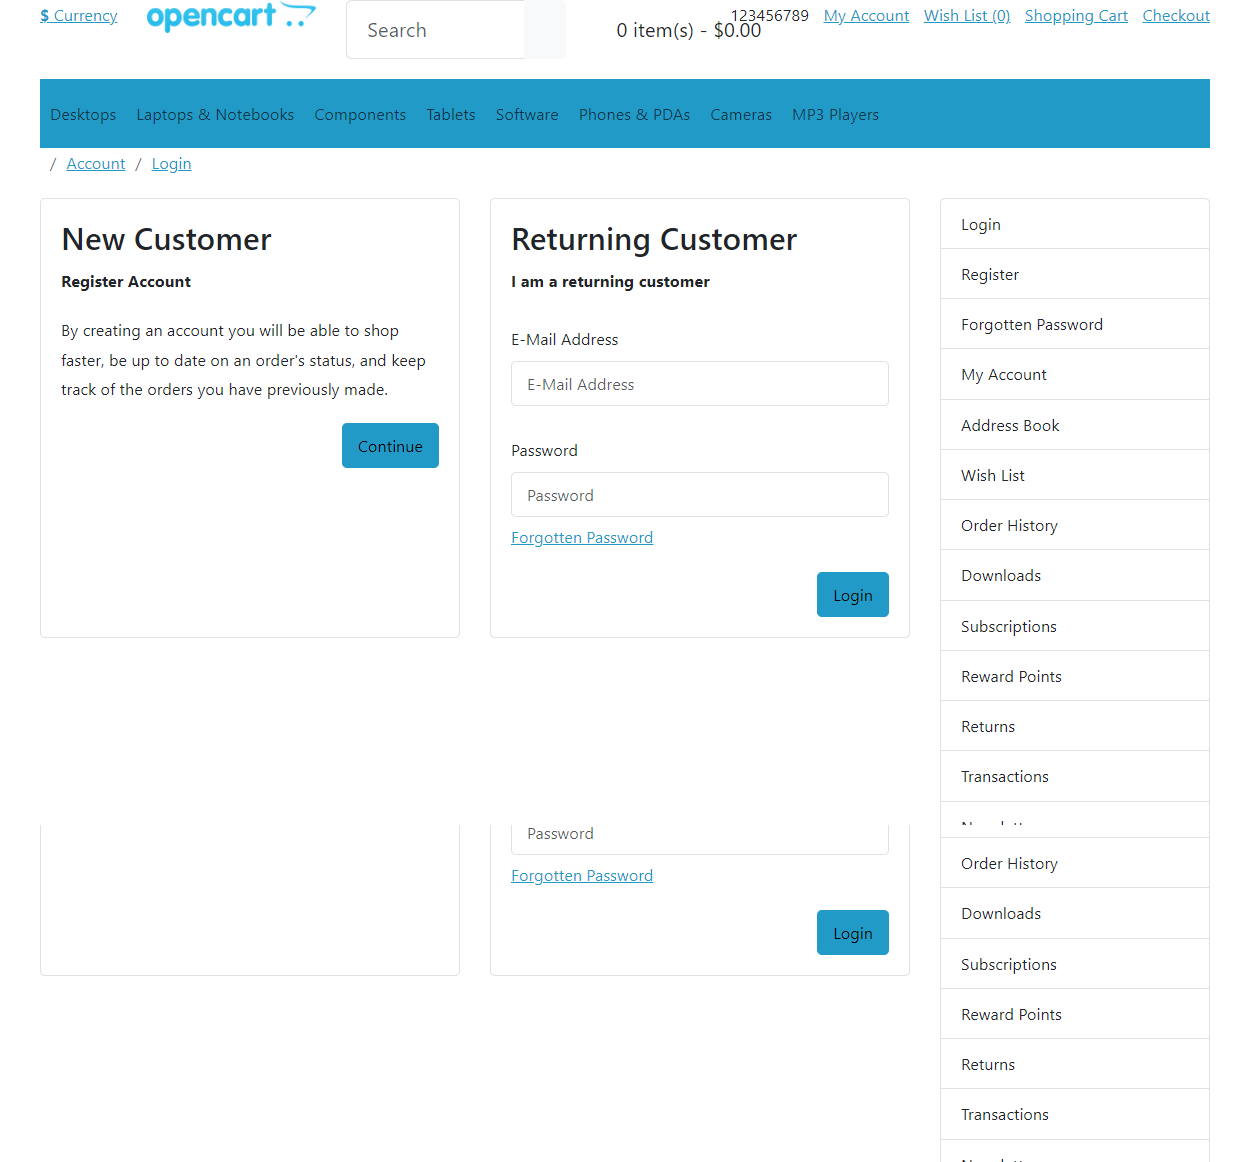 $ Currency
opencart
Search
0 item(s) - $0.00
123456789 My Account Wish List (0) Shopping Cart Checkout
Desktops Laptops & Notebooks Components Tablets Software Phones & PDAs Cameras MP3 Players
/ Account / Login
New Customer
Register Account
By creating an account you will be able to shop
faster, be up to date on an order's status, and keep
track of the orders you have previously made.
Continue
Returning Customer
I am a returning customer
E-Mail Address
E-Mail Address
Password
Password
Forgotten Password
Login
Login
Register
Forgotten Password
My Account
Address Book
Wish List
Order History
Downloads
Subscriptions
Reward Points
Returns
Transactions
Password
Forgotten Password
Login
Order History
Downloads
Subscriptions
Reward Points
Returns
Transactions